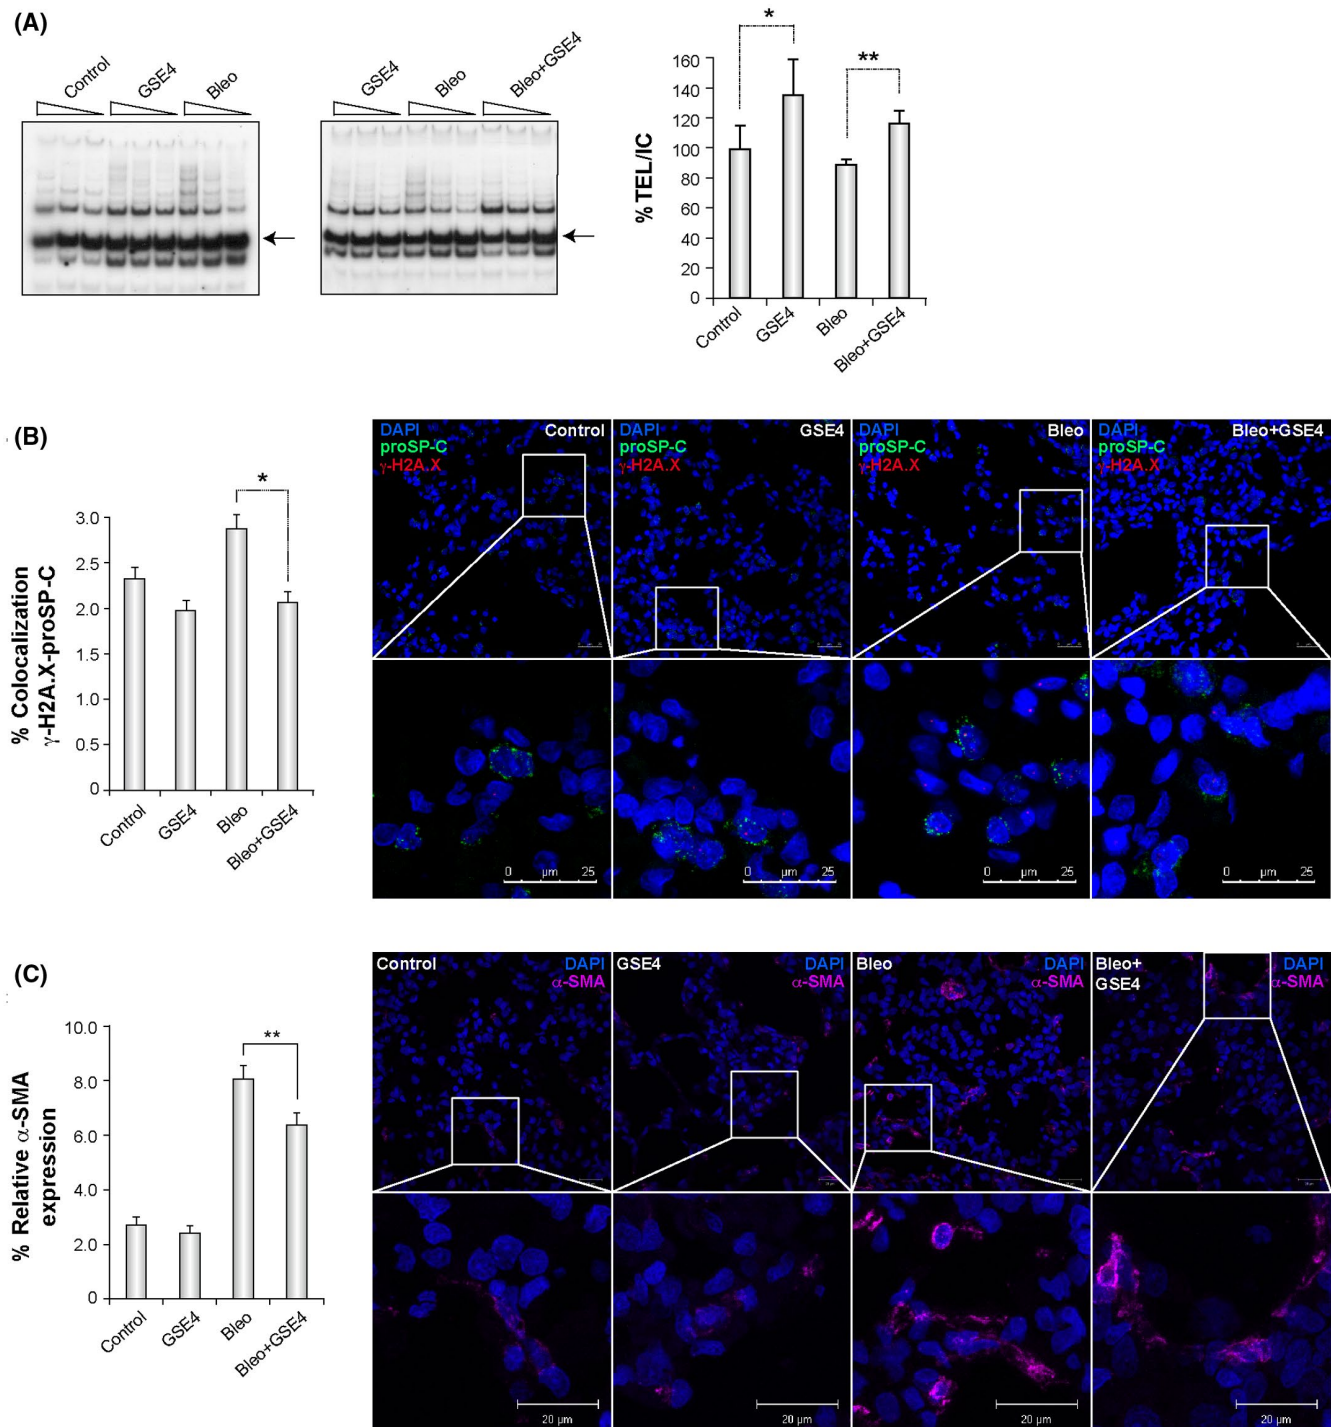 (A)
Control
GSE4
Bleo
GSE4
Bleo
Bleo+GSE4
*
**
% TEL/IC
160
140
120
100
80
60
40
20
0
Control
GSE4
Bleo
Bleo+GSE4
(B)
% Colocalization
γ-H2A.X-proSP-C
3.0
2.5
2.0
1.5
1.0
0.5
0
*
Control
GSE4
Bleo
Bleo+GSE4
DAPI
proSP-C
γ-H2A.X
Control
DAPI
proSP-C
γ-H2A.X
GSE4
DAPI
proSP-C
γ-H2A.X
Bleo
DAPI
proSP-C
γ-H2A.X
Bleo+GSE4
0 µm 25
0 µm 25
0 µm 25
0 µm 25
(C)
% Relative α-SMA
expression
10.0
8.0
6.0
4.0
2.0
0
**
Control
GSE4
Bleo
Bleo+GSE4
Control
DAPI
α-SMA
GSE4
DAPI
α-SMA
Bleo
DAPI
α-SMA
Bleo+
GSE4
DAPI
α-SMA
20 µm
20 µm
20 µm
20 µm